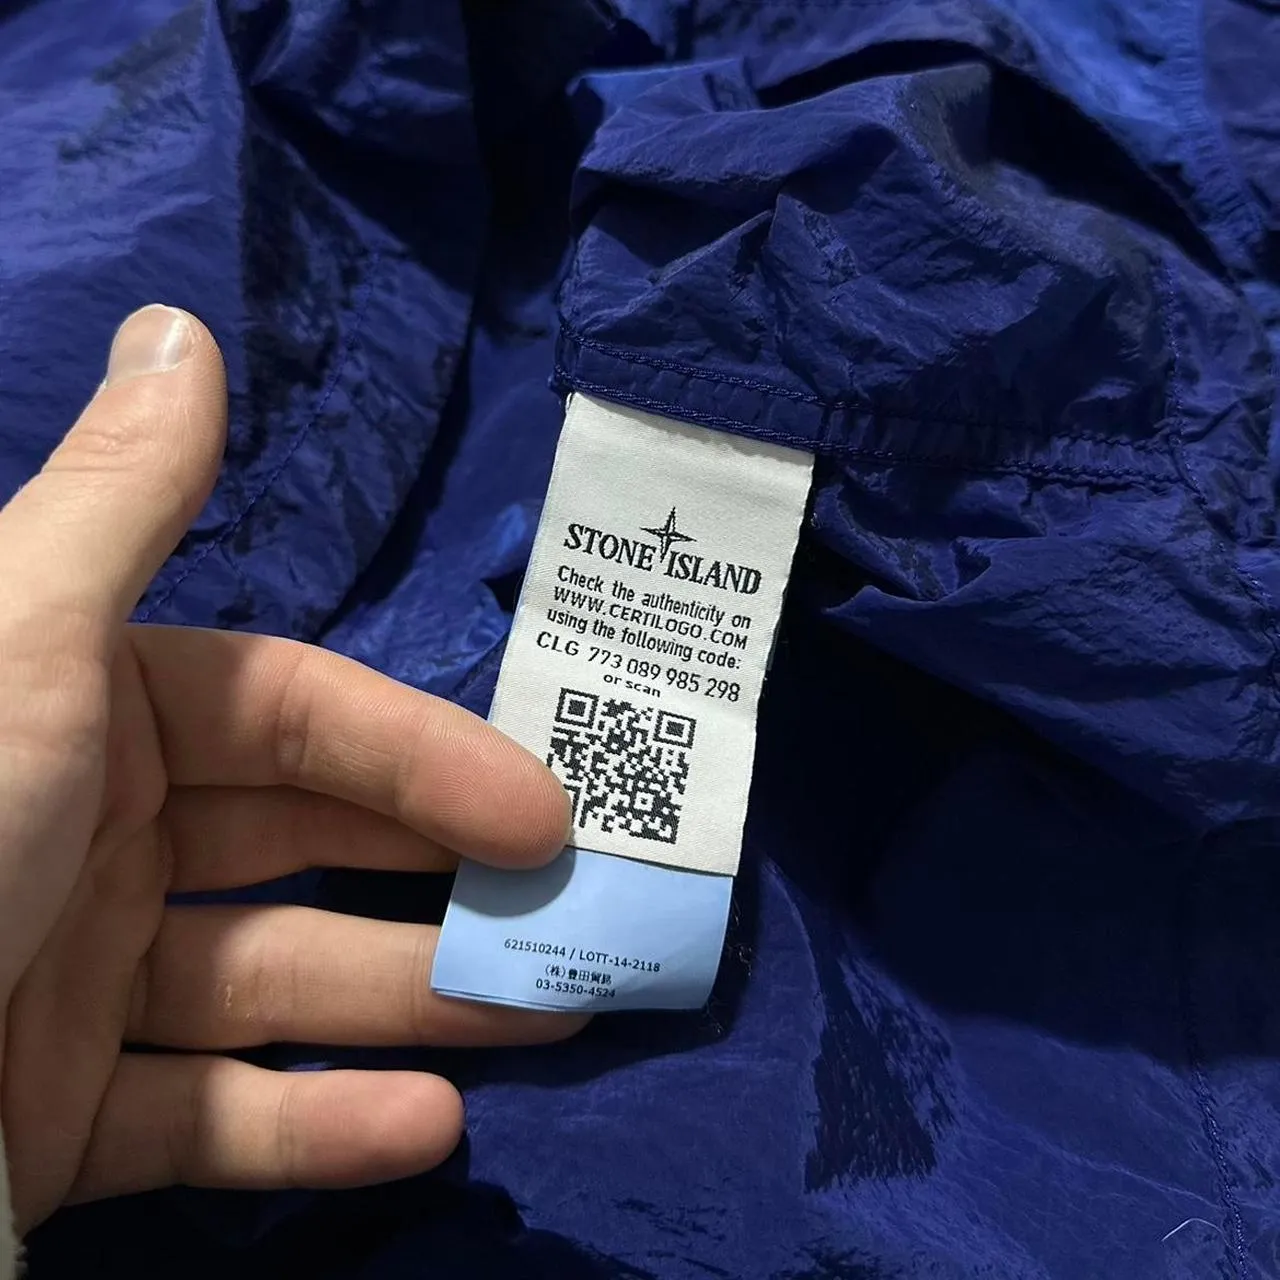 STONE ISLAND
Check the authenticity on
WWW.CERTILOGO.COM
using the following code:
CLG 773 089 985 298
or scan
621510244 / LOTT-14-2118
(株)豊田貿易
03-5350-4524